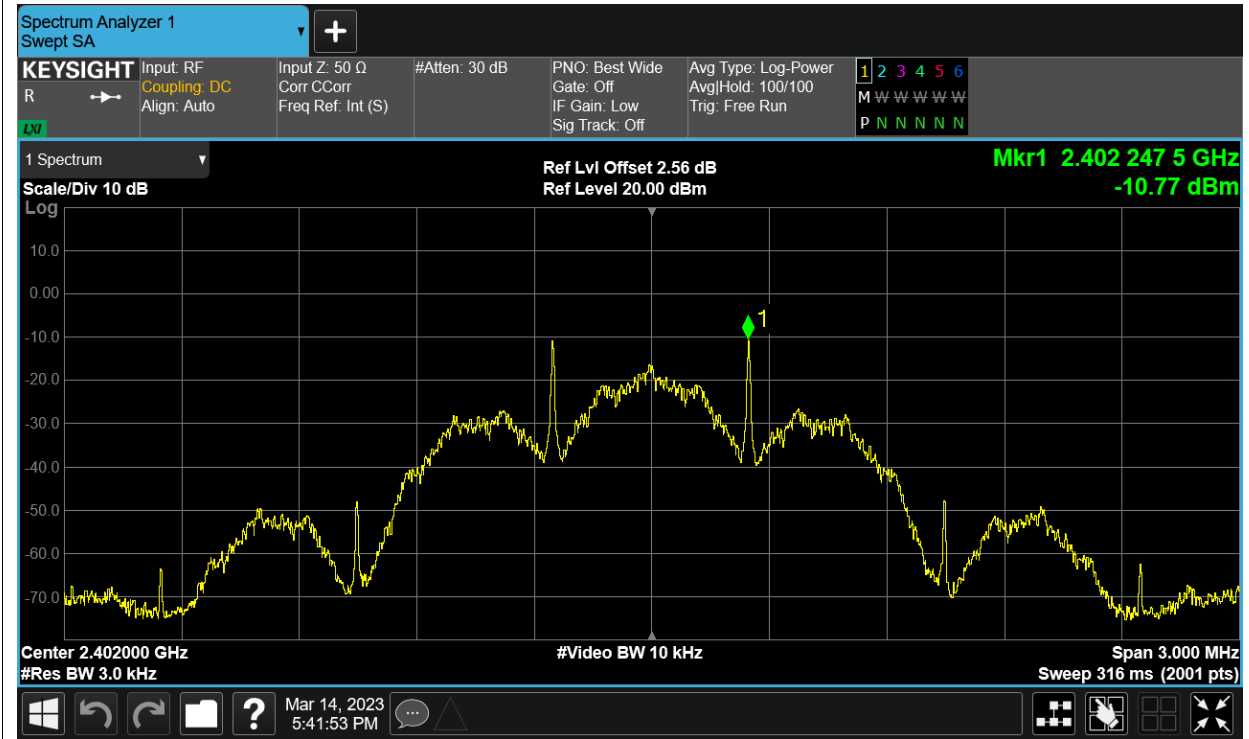 Spectrum Analyzer 1
Swept SA
+
KEYSIGHT
R
LXI
Input: RF
Coupling: DC
Align: Auto
Input Z: 50 Ω
Corr CCorr
Freq Ref: Int (S)
#Atten: 30 dB
PNO: Best Wide
Gate: Off
IF Gain: Low
Sig Track: Off
Avg Type: Log-Power
Avg|Hold: 100/100
Trig: Free Run
1 2 3 4 5 6
M W W W W W
P N N N N N N
1 Spectrum
Scale/Div 10 dB
Log
Ref Lvl Offset 2.56 dB
Ref Level 20.00 dBm
Mkr1 2.402 247 5 GHz
-10.77 dBm
10.0
0.00
-10.0
-20.0
-30.0
-40.0
-50.0
-60.0
-70.0
1
Center 2.402000 GHz
#Res BW 3.0 kHz
#Video BW 10 kHz
Span 3.000 MHz
Sweep 316 ms (2001 pts)
?
Mar 14, 2023
5:41:53 PM